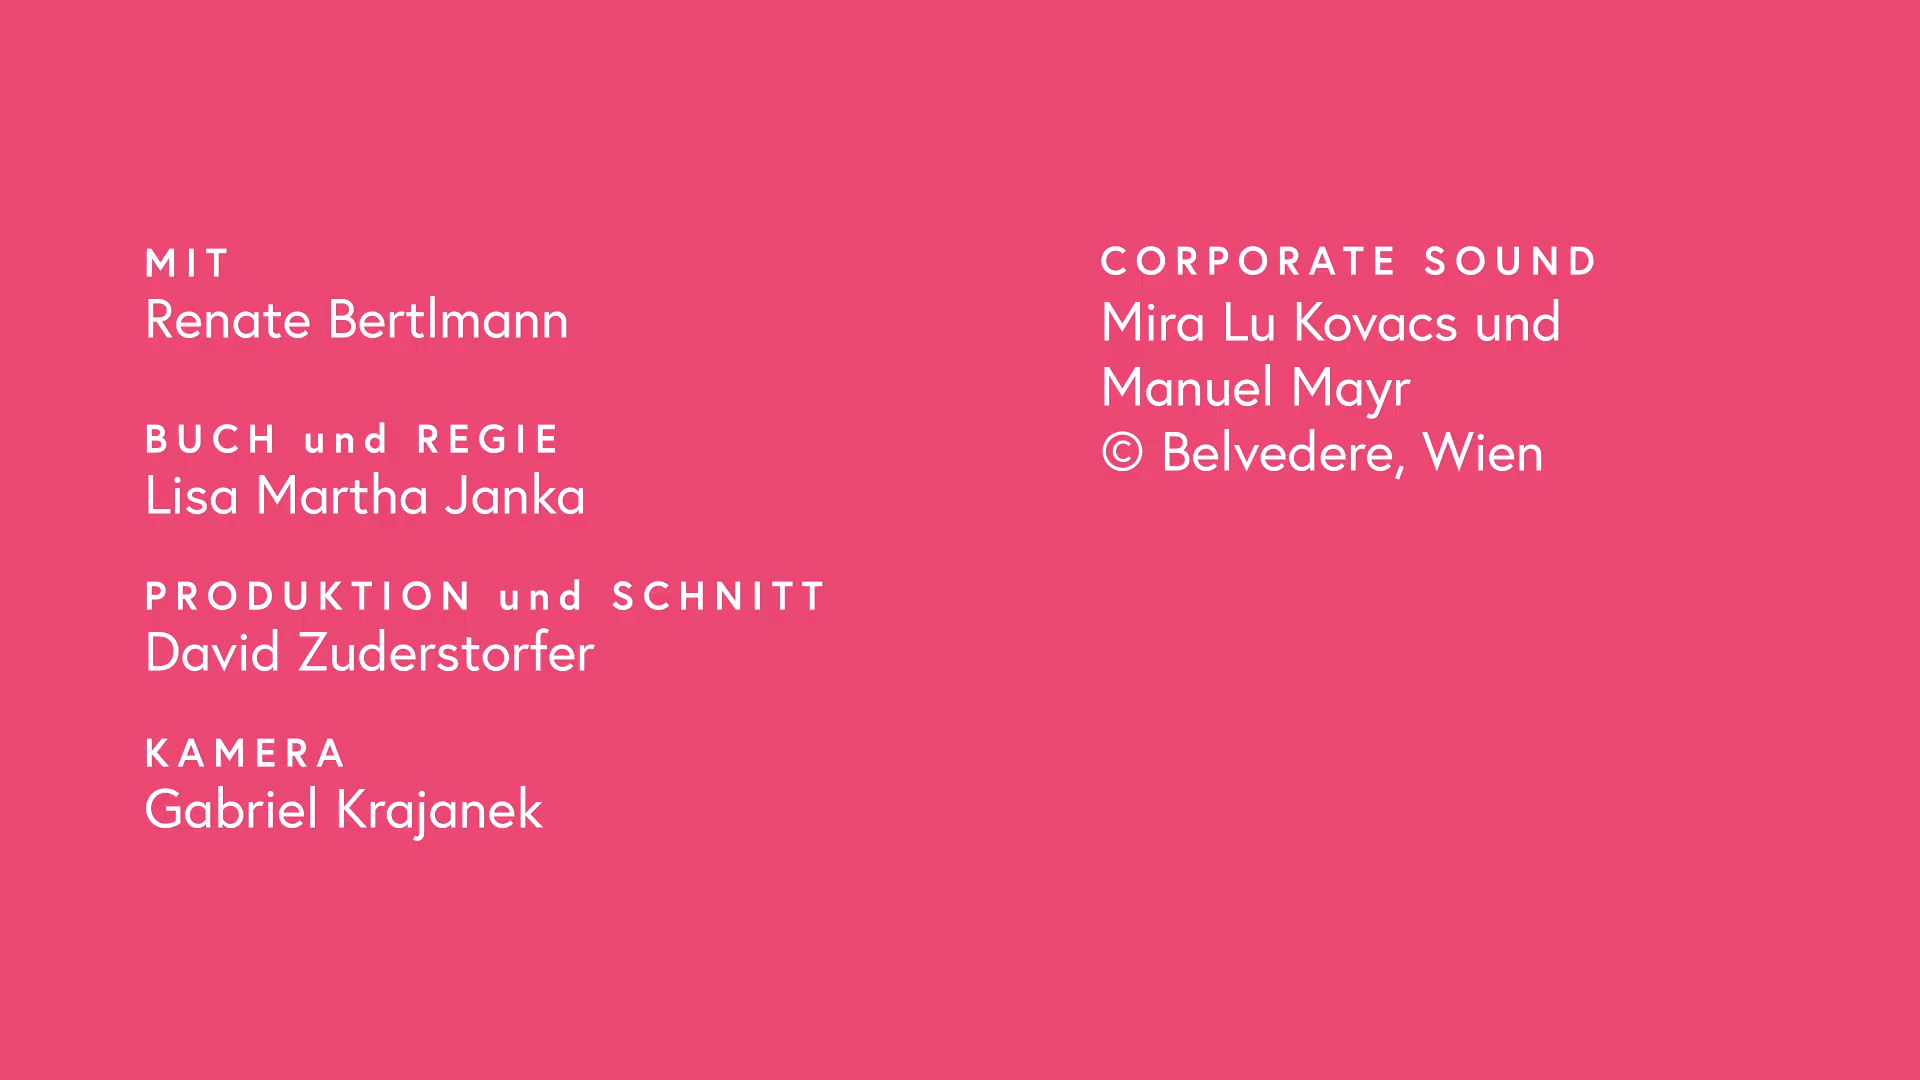 MIT
Renate Bertlmann
BUCH und REGIE
Lisa Martha Janka
PRODUKTION und SCHNITT
David Zuderstorfer
KAMERA
Gabriel Krajanek
CORPORATE SOUND
Mira Lu Kovacs und
Manuel Mayr
© Belvedere, Wien